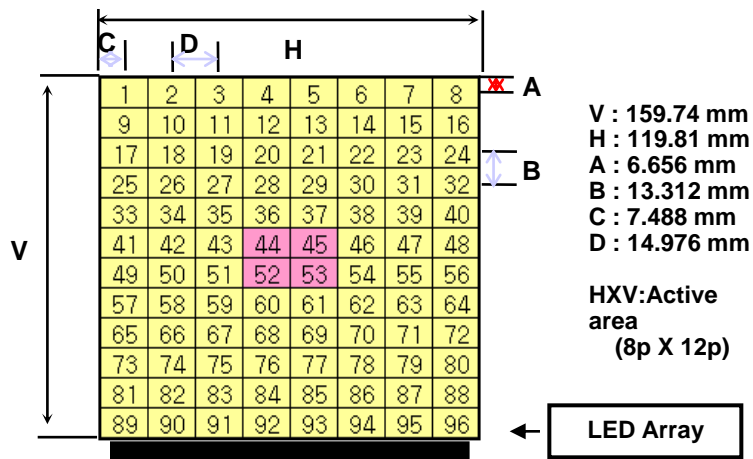 C D H
1 2 3 4 5 6 7 8
A
9 10 11 12 13 14 15 16
17 18 19 20 21 22 23 24
B
25 26 27 28 29 30 31 32
33 34 35 36 37 38 39 40
V
41 42 43 44 45 46 47 48
49 50 51 52 53 54 55 56
57 58 59 60 61 62 63 64
65 66 67 68 69 70 71 72
73 74 75 76 77 78 79 80
81 82 83 84 85 86 87 88
89 90 91 92 93 94 95 96
V : 159.74 mm
H : 119.81 mm
A : 6.656 mm
B : 13.312 mm
C : 7.488 mm
D : 14.976 mm
HXV:Active
area
(8p X 12p)
LED Array